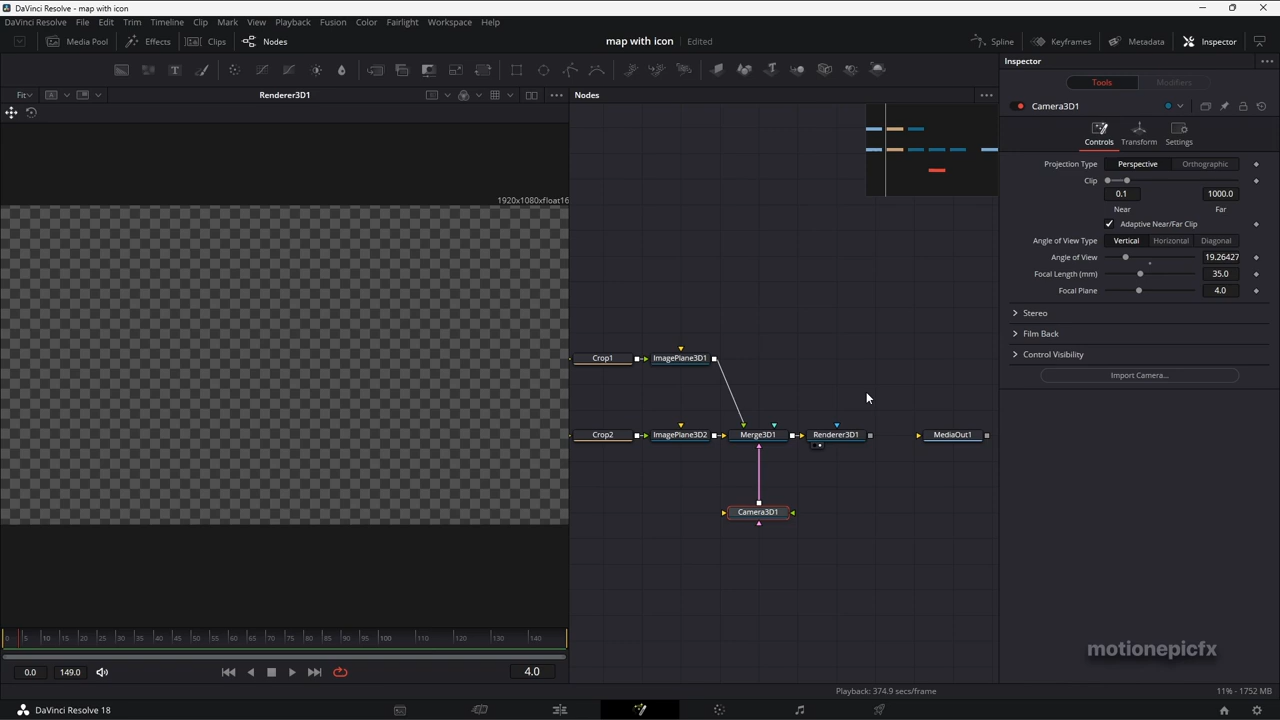 DaVinci Resolve - map with icon
DaVinci Resolve File Edit Trim Timeline Clip Mark View Playback Fusion Color Fairlight Workspace Help
Media Pool Effects Clips Nodes map with icon Edited Spline Keyframes Metadata Inspector
Fit Renderer3D1 Nodes Inspector
Tools Modifiers
Camera3D1
Controls Transform Settings
Projection Type Perspective Orthographic
Clip
0.1 1000.0
Near Far
Adaptive Near/Far Clip
Angle of View Type Vertical Horizontal Diagonal
Angle of View 19.26427
Focal Length (mm) 35.0
Focal Plane 4.0
Stereo
Film Back
Control Visibility
Import Camera...
1920x1080xfloat16
Crop1 ImagePlane3D1
Crop2 ImagePlane3D2 Merge3D1 Renderer3D1 MediaOut1
Camera3D1
0 5 10 15 20 25 30 35 40 45 50 55 60 65 70 75 80 85 90 95 100 110 120 130 140
0.0 149.0 4.0
motionepicfx
Playback: 374.9 secs/frame 11% - 1752 MB
DaVinci Resolve 18